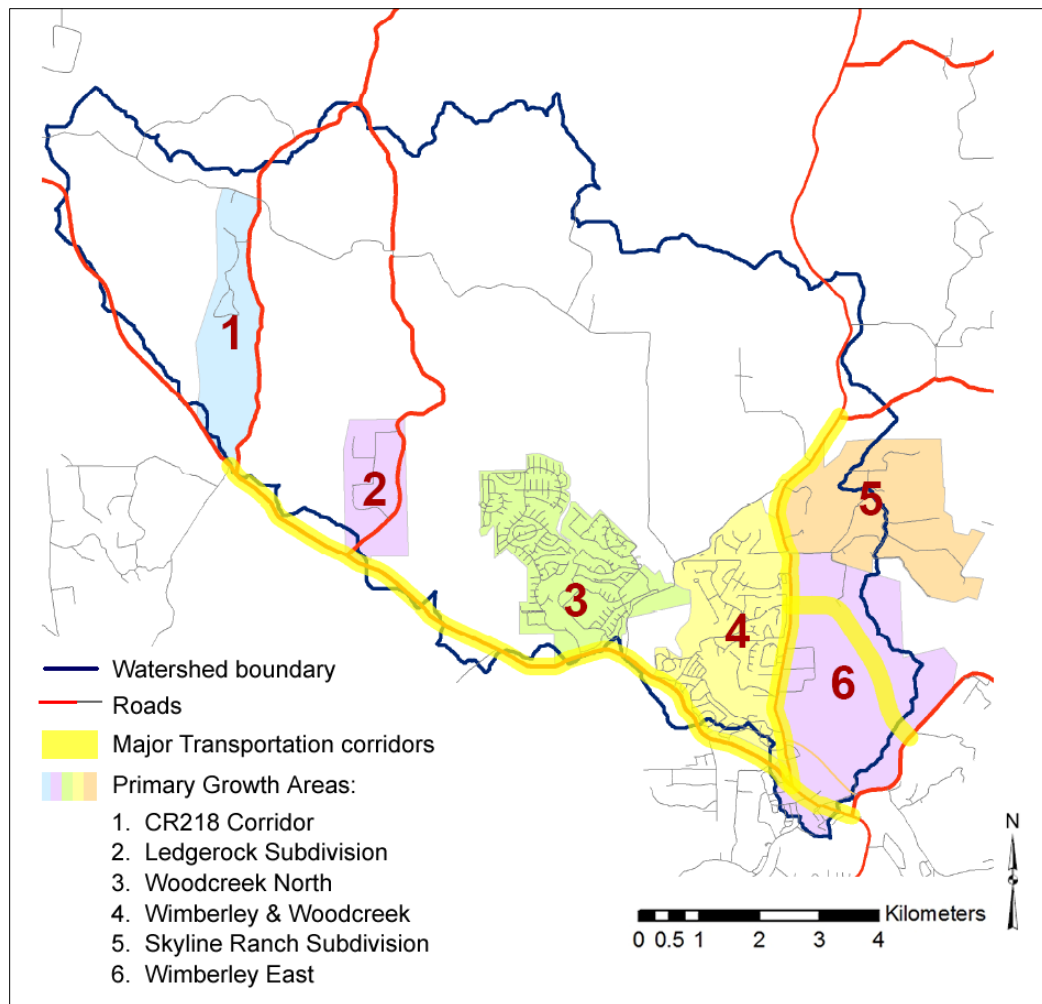 1
2
3
4
5
6
Watershed boundary
Roads
Major Transportation corridors
Primary Growth Areas:
1. CR218 Corridor
2. Ledgerock Subdivision
3. Woodcreek North
4. Wimberley & Woodcreek
5. Skyline Ranch Subdivision
6. Wimberley East
N
Kilometers
0 0.5 1 2 3 4